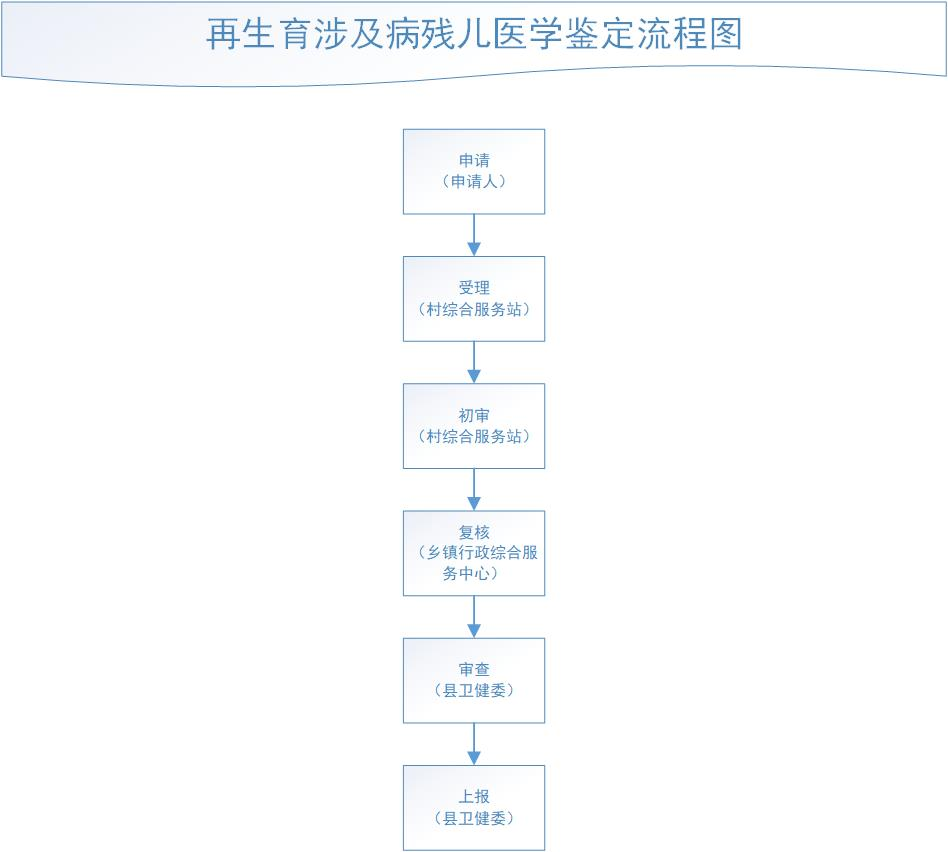 再生育涉及病残儿医学鉴定流程图
申请
（申请人）
受理
（村综合服务站）
初审
（村综合服务站）
复核
（乡镇行政综合服
务中心）
审查
（县卫健委）
上报
（县卫健委）